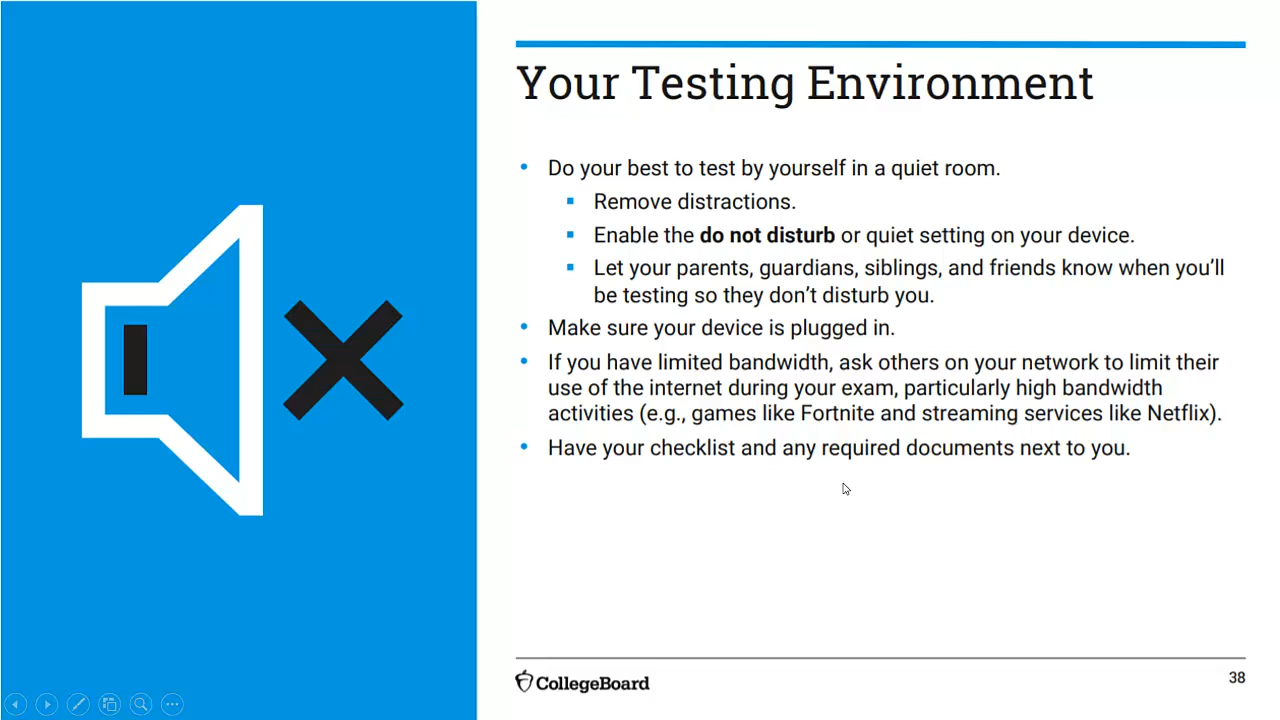 Your Testing Environment
• Do your best to test by yourself in a quiet room.
▪ Remove distractions.
▪ Enable the do not disturb or quiet setting on your device.
▪ Let your parents, guardians, siblings, and friends know when you’ll
be testing so they don’t disturb you.
• Make sure your device is plugged in.
• If you have limited bandwidth, ask others on your network to limit their
use of the internet during your exam, particularly high bandwidth
activities (e.g., games like Fortnite and streaming services like Netflix).
• Have your checklist and any required documents next to you.
CollegeBoard
38